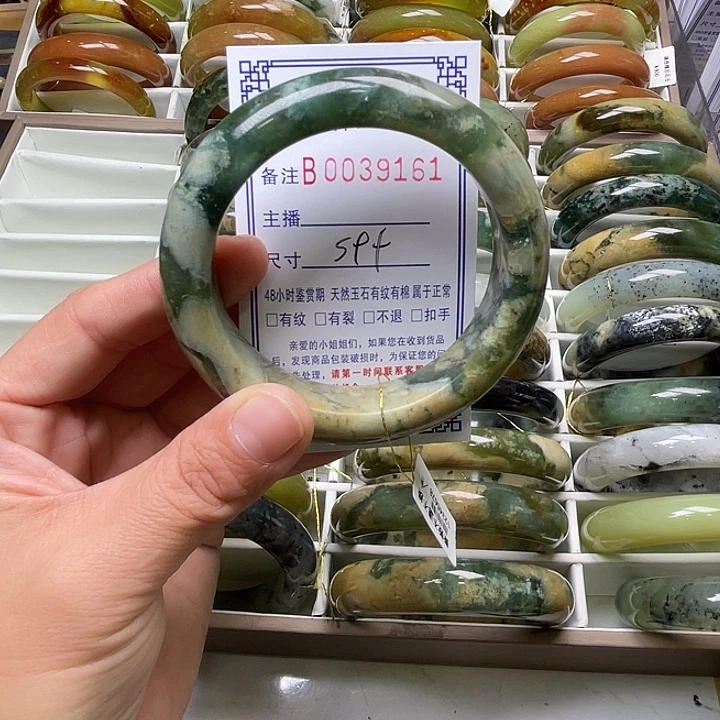 备注B0039161
主播
尺寸 594
48小时鉴赏期 天然玉石有纹有棉 属于正常
□有纹 □有裂 □不退 □扣手
亲爱的小姐姐们，如果您在收到货品
后，发现商品包装破损时，为保证您的
处理，请第一时间联系客